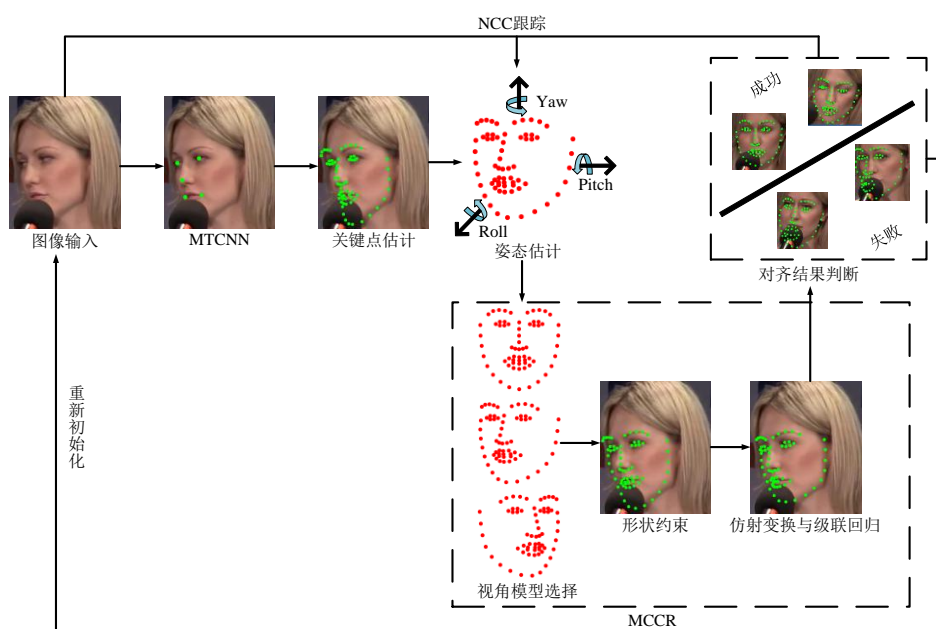 NCC跟踪
成功
Yaw
Pitch
Roll
失败
图像输入
MTCNN
关键点估计
姿态估计
对齐结果判断
重新初始化
形状约束
仿射变换与级联回归
视角模型选择
MCCR